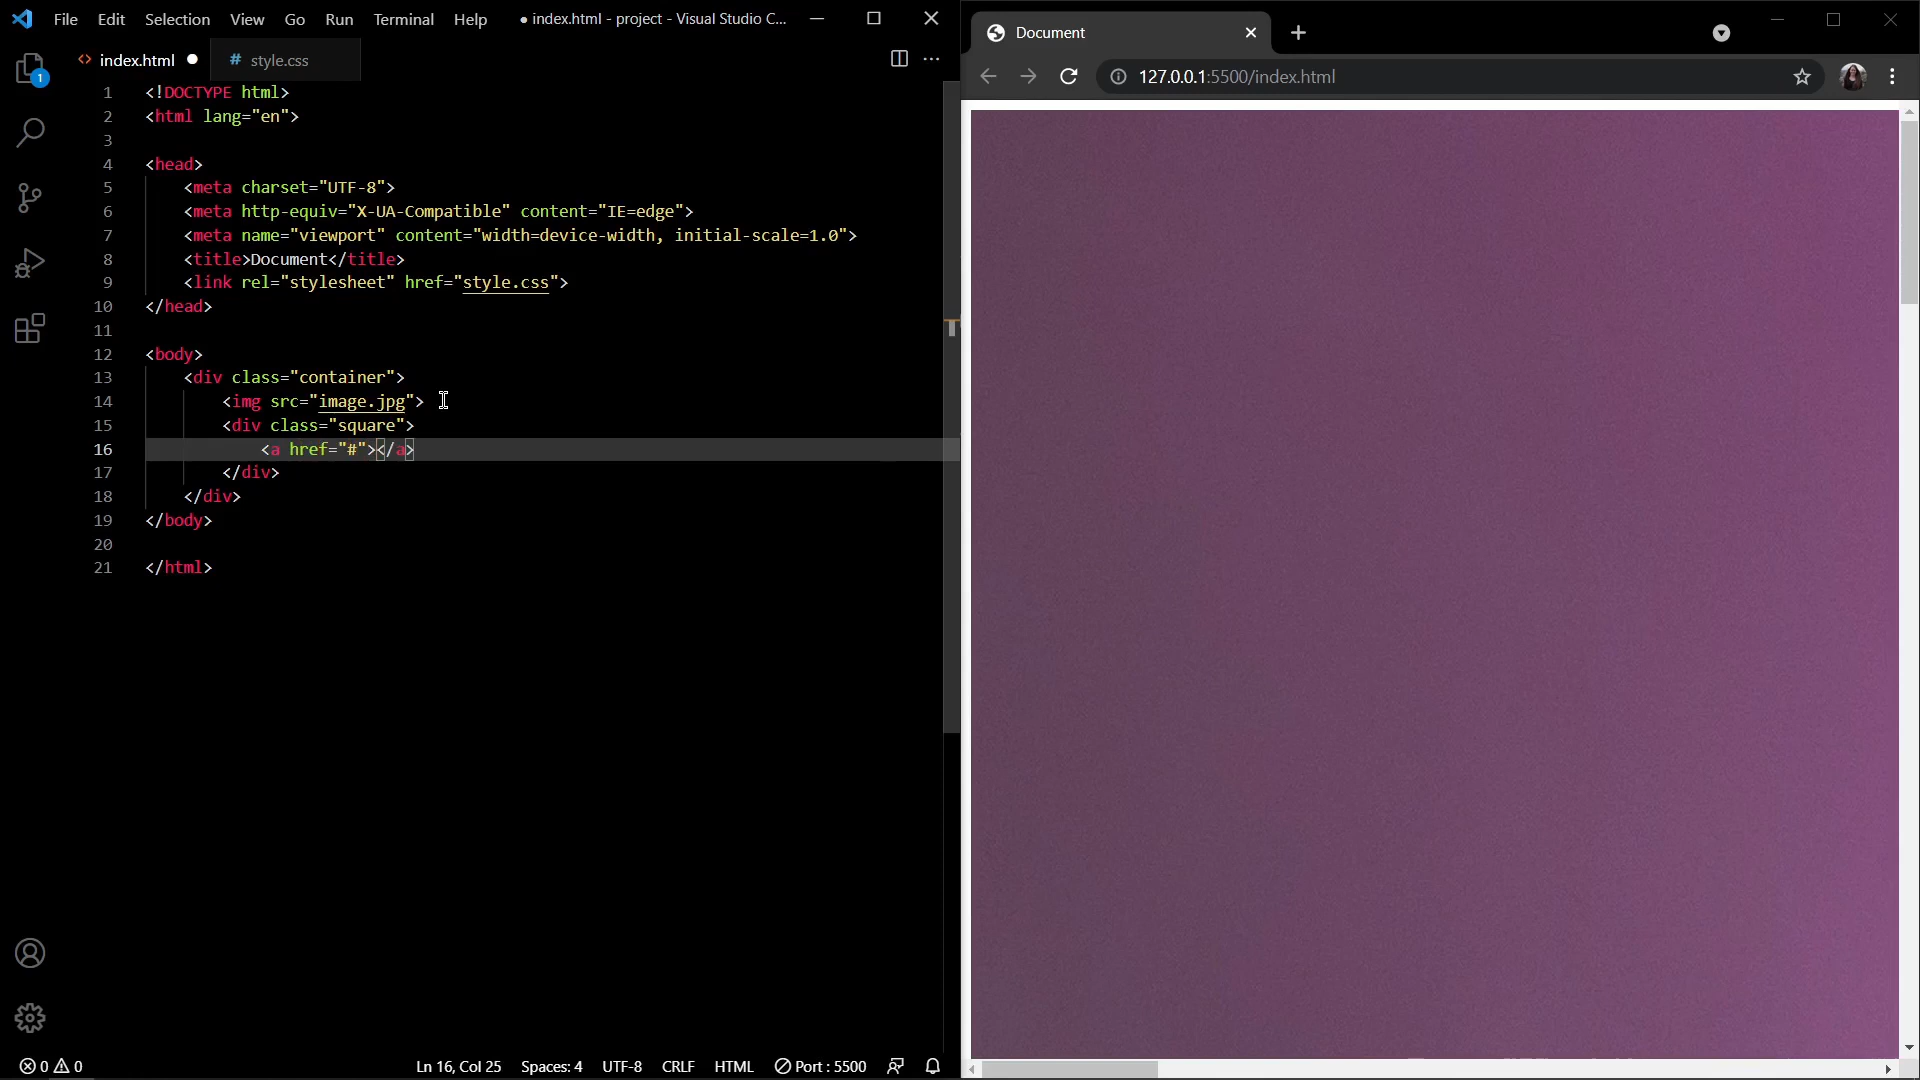 File Edit Selection View Go Run Terminal Help ● index.html - project - Visual Studio C...
index.html ●
# style.css
1
1 <!DOCTYPE html>
2 <html lang="en">
3
4 <head>
5 <meta charset="UTF-8">
6 <meta http-equiv="X-UA-Compatible" content="IE=edge">
7 <meta name="viewport" content="width=device-width, initial-scale=1.0">
8 <title>Document</title>
9 <link rel="stylesheet" href="style.css">
10 </head>
11
12 <body>
13 <div class="container">
14 <img src="image.jpg">
15 <div class="square">
16 <a href="#"></a>
17 </div>
18 </div>
19 </body>
20
21 </html>
0 0 Ln 16, Col 25 Spaces: 4 UTF-8 CRLF HTML Port : 5500
Document
127.0.0.1:5500/index.html